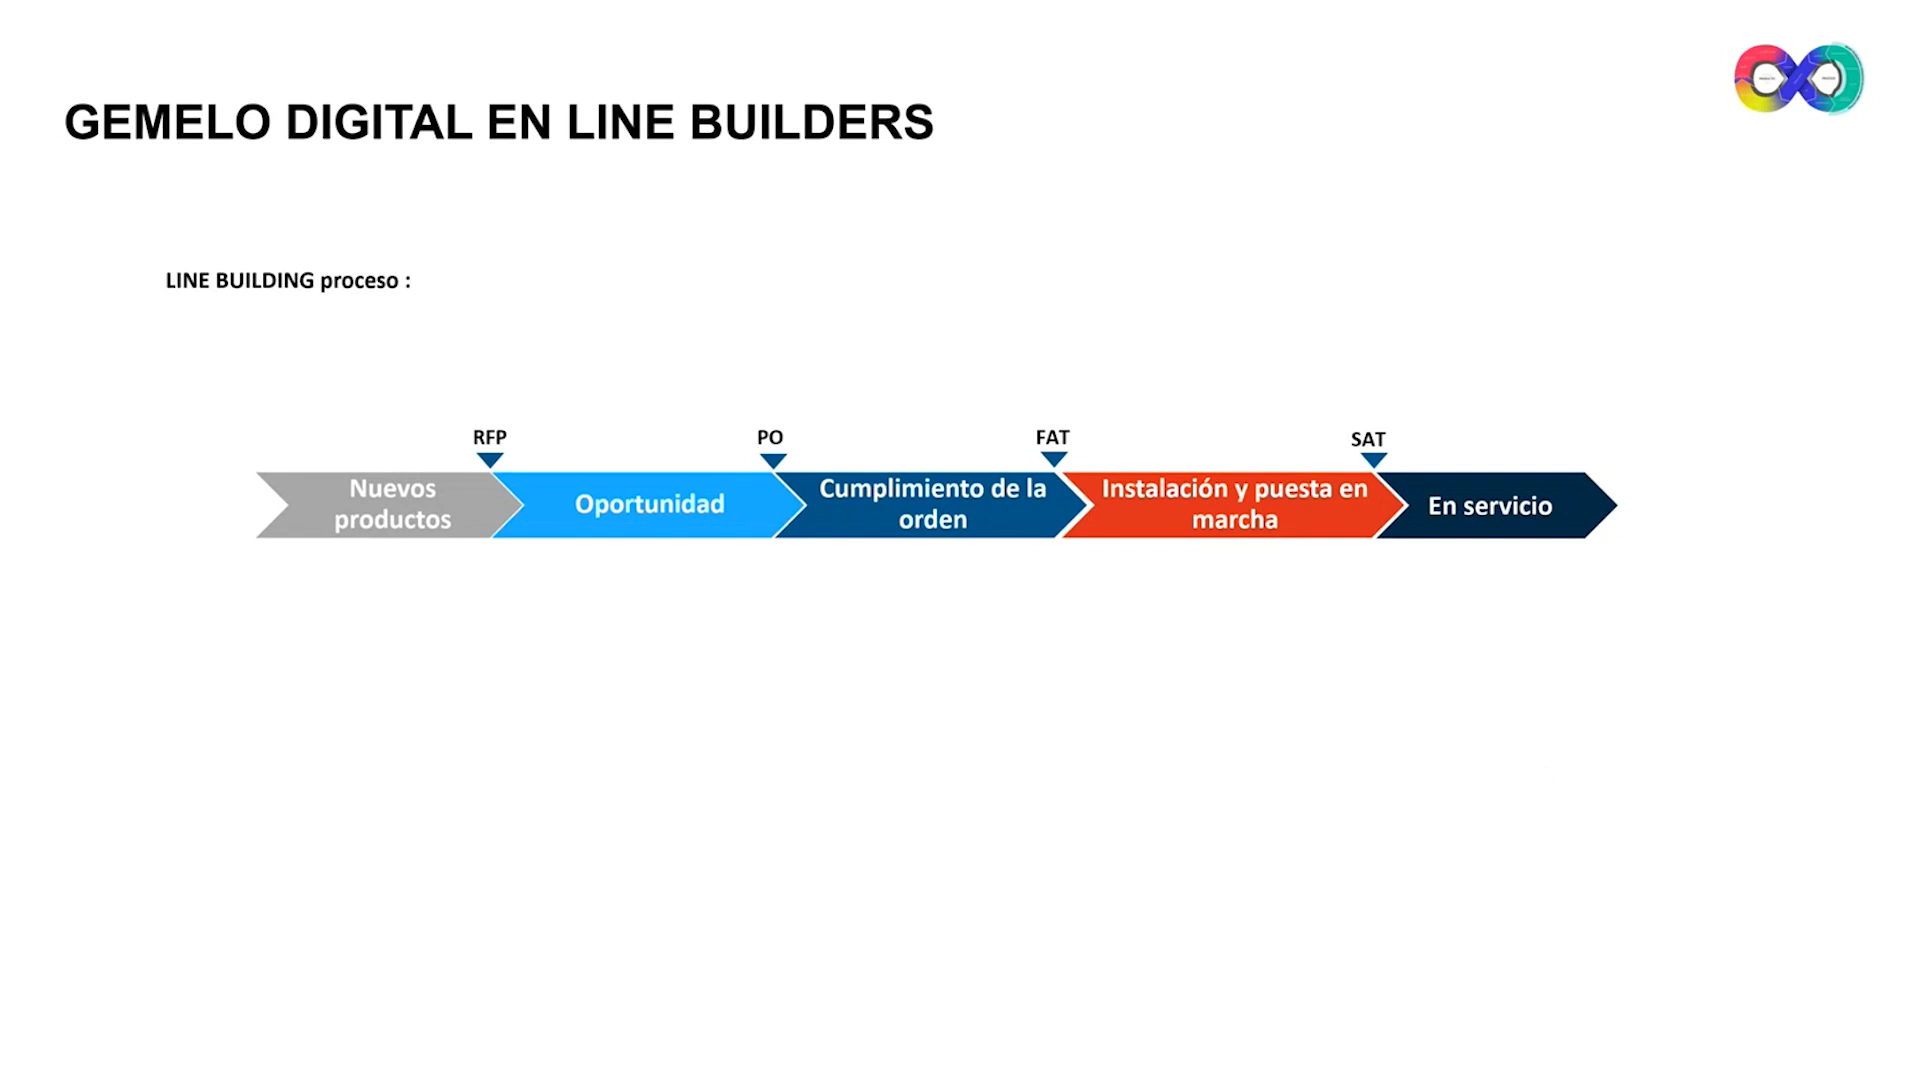 GEMELO DIGITAL EN LINE BUILDERS
LINE BUILDING proceso :
RFP
PO
FAT
SAT
Nuevos
productos
Oportunidad
Cumplimiento de la
orden
Instalación y puesta en
marcha
En servicio